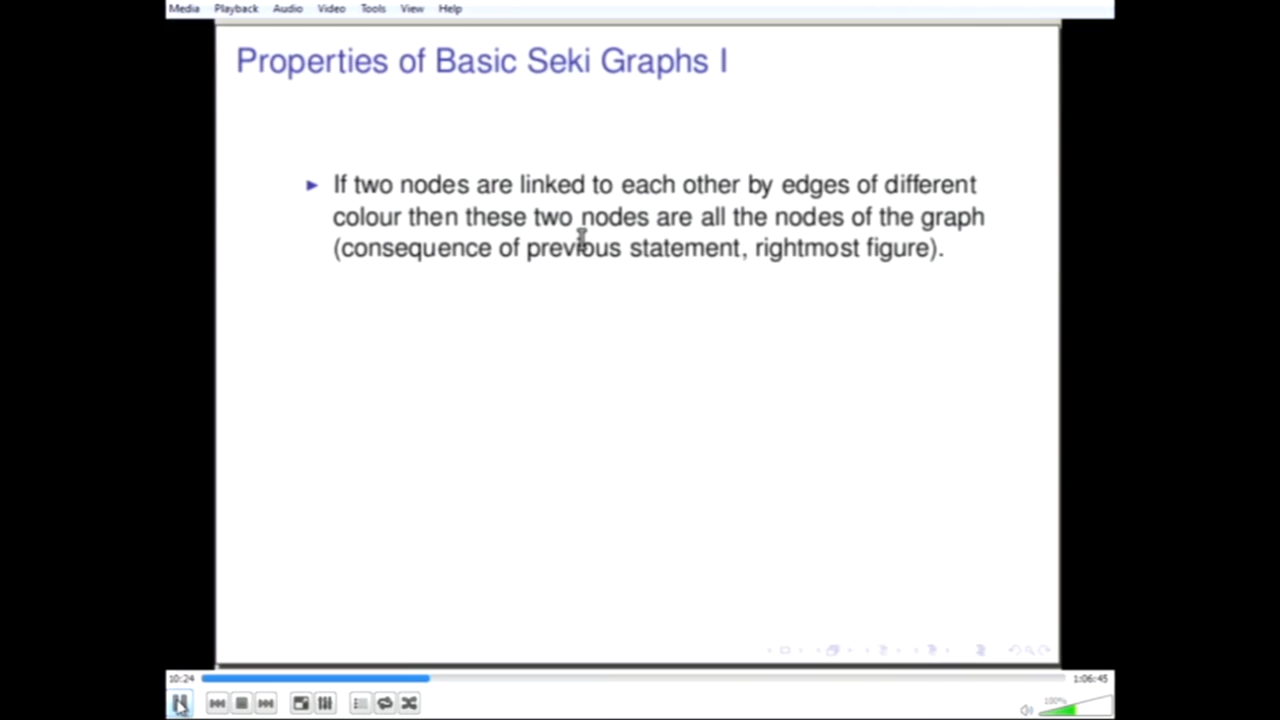 Media Playback Audio Video Tools View Help
Properties of Basic Seki Graphs I
If two nodes are linked to each other by edges of different
colour then these two nodes are all the nodes of the graph
(consequence of previous statement, rightmost figure).
10:24 1:06:45
100%